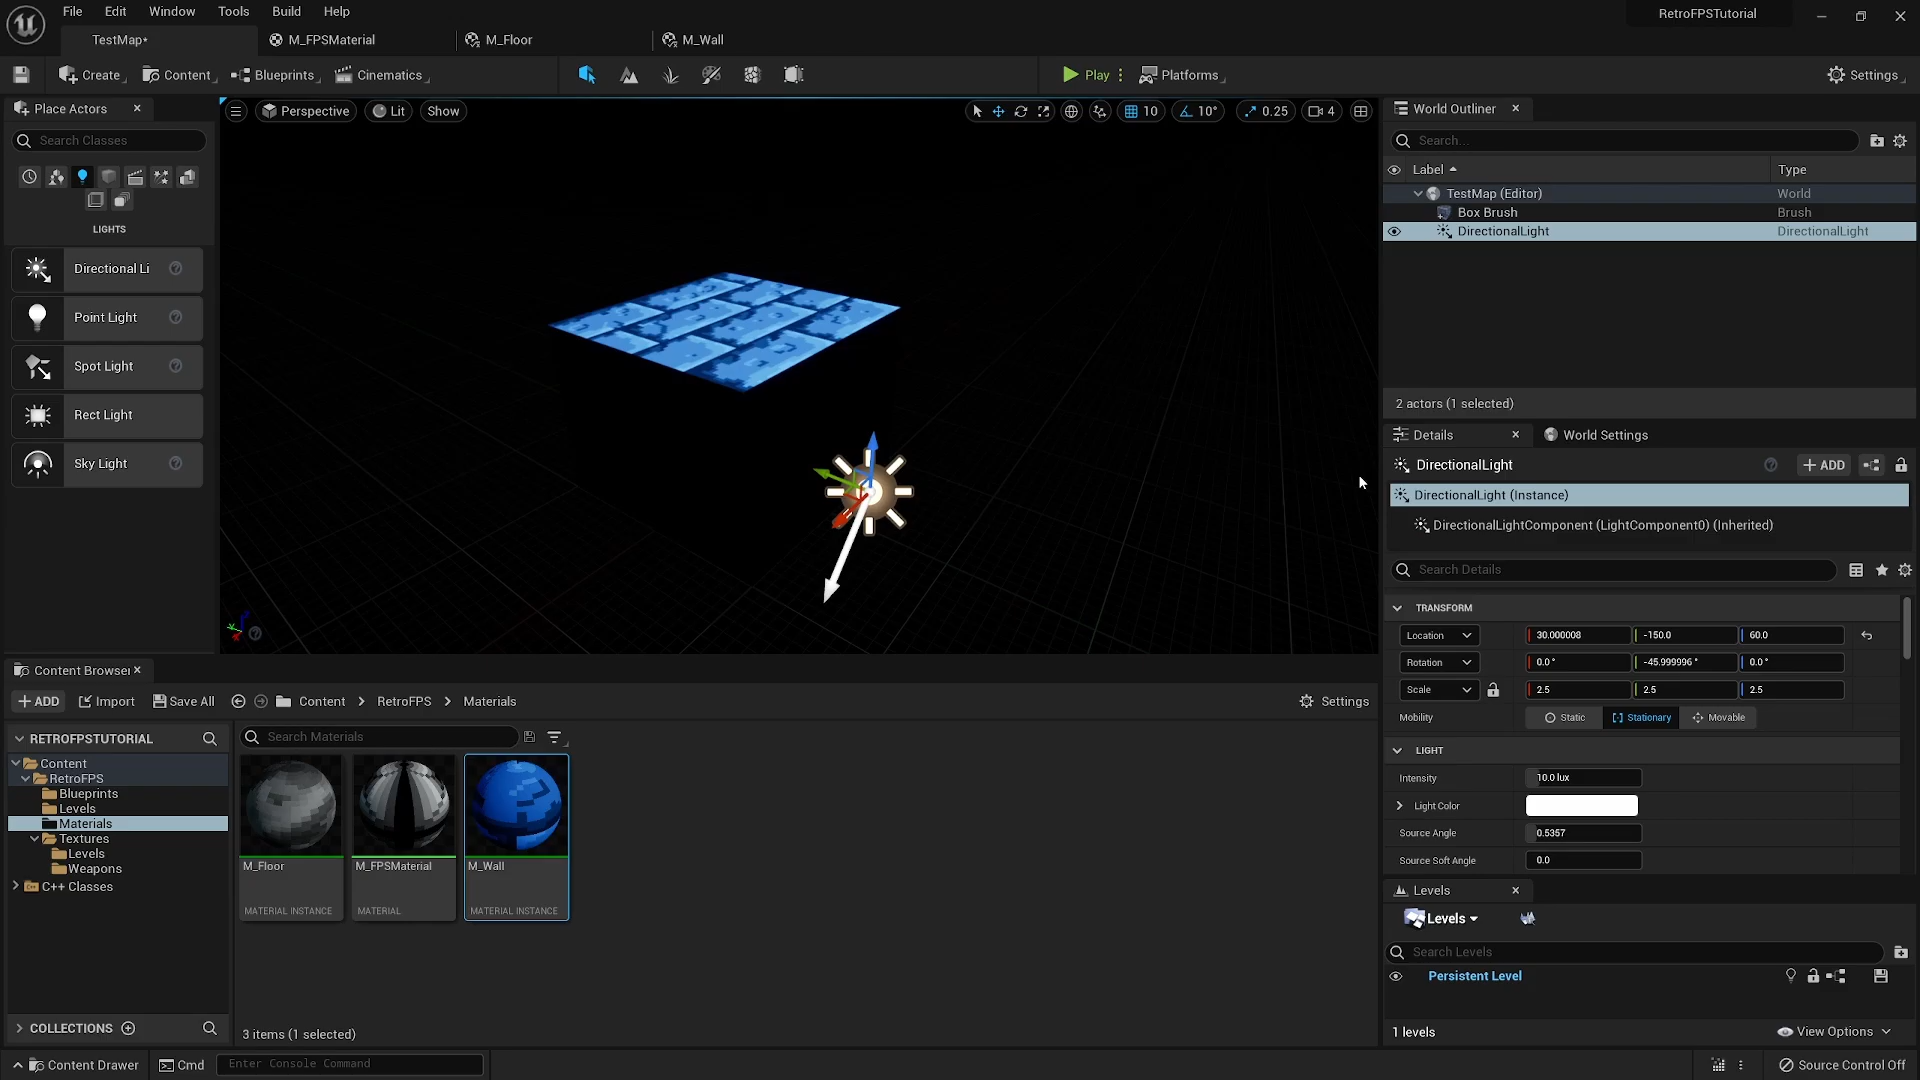 File Edit Window Tools Build Help
RetroFPSTutorial
TestMap•
M_FPSMaterial
M_Floor
M_Wall
Create
Content
Blueprints
Cinematics
Play
Platforms
Settings
Place Actors
Search Classes
LIGHTS
Directional Li
Point Light
Spot Light
Rect Light
Sky Light
Perspective
Lit
Show
10
10°
0.25
4
World Outliner
Search...
Label
Type
TestMap (Editor)
World
Box Brush
Brush
DirectionalLight
DirectionalLight
2 actors (1 selected)
Details
World Settings
DirectionalLight
+ ADD
DirectionalLight (Instance)
DirectionalLightComponent (LightComponent0) (Inherited)
Search Details
TRANSFORM
Location 30.000008 -150.0 60.0
Rotation 0.0° -45.999996° 0.0°
Scale 2.5 2.5 2.5
Mobility Static Stationary Movable
LIGHT
Intensity 10.0 lux
Light Color
Source Angle 0.5357
Source Soft Angle 0.0
Levels
Levels
Search Levels
Persistent Level
1 levels
View Options
Content Browser
+ ADD Import Save All Content > RetroFPS > Materials Settings
RETROFPSTUTORIAL
Search Materials
Content
RetroFPS
Blueprints
Levels
Materials
Textures
Levels
Weapons
C++ Classes
M_Floor
MATERIAL INSTANCE
M_FPSMaterial
MATERIAL
M_Wall
MATERIAL INSTANCE
COLLECTIONS
3 items (1 selected)
Content Drawer
Cmd
Enter Console Command
Source Control Off